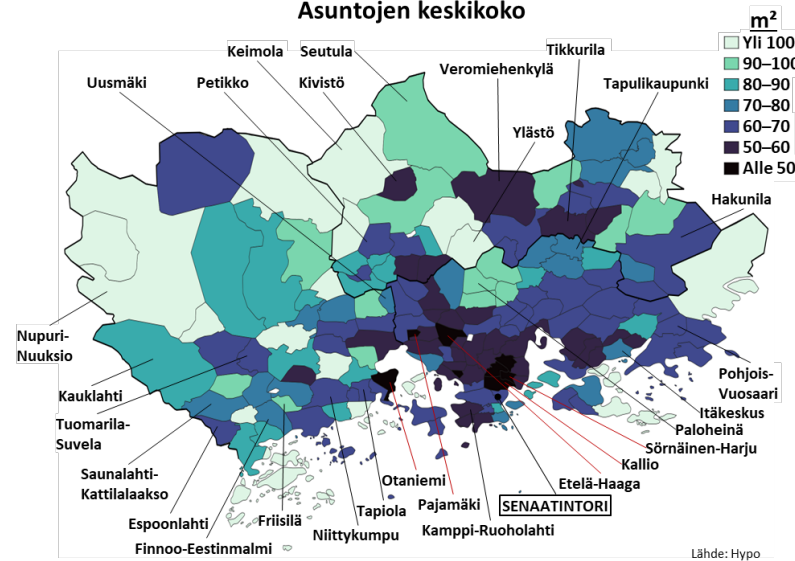 Asuntojen keskikoko
m²
Yli 100
90–100
80–90
70–80
60–70
50–60
Alle 50
Keimola
Seutula
Tikkurila
Uusmäki
Petikko
Kivistö
Veromiehenkylä
Tapulikaupunki
Ylästö
Hakunila
Nupuri-
Nuuksio
Kauklahti
Tuomarila-
Suvela
Saunalahti-
Kattilalaakso
Espoonlahti
Finnoo-Eestinmalmi
Friisilä
Niittykumpu
Tapiola
Otaniemi
Pajamäki
Kamppi-Ruoholahti
SENAATINTORI
Etelä-Haaga
Kallio
Sörnäinen-Harju
Paloheinä
Itäkeskus
Pohjois-
Vuosaari
Lähde: Hypo